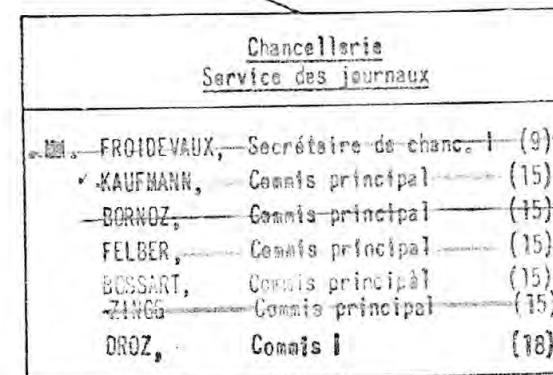 Chancellerie
Service des journaux
FROIDEVAUX, Secrétaire de chanc. I (9)
KAUFMANN, Commis principal (15)
BORNOZ, Commis principal (15)
FELBER, Commis principal (15)
BOSSART, Commis principal (15)
ZINGG Commis principal (15)
DROZ, Commis I (18)